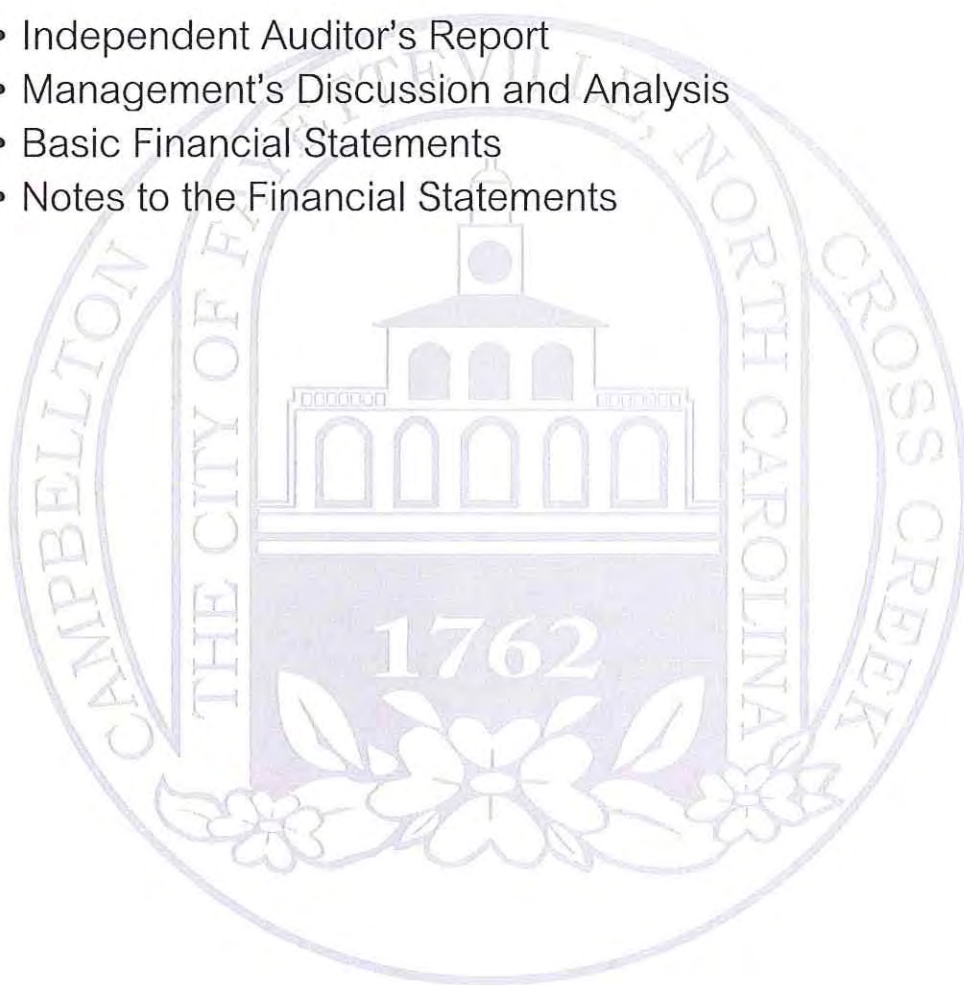 • Independent Auditor's Report
• Management's Discussion and Analysis
• Basic Financial Statements
• Notes to the Financial Statements
THE CITY OF FAYETTEVILLE, NORTH CAROLINA
CAMPBELLTON
CROSS CREEK
1762